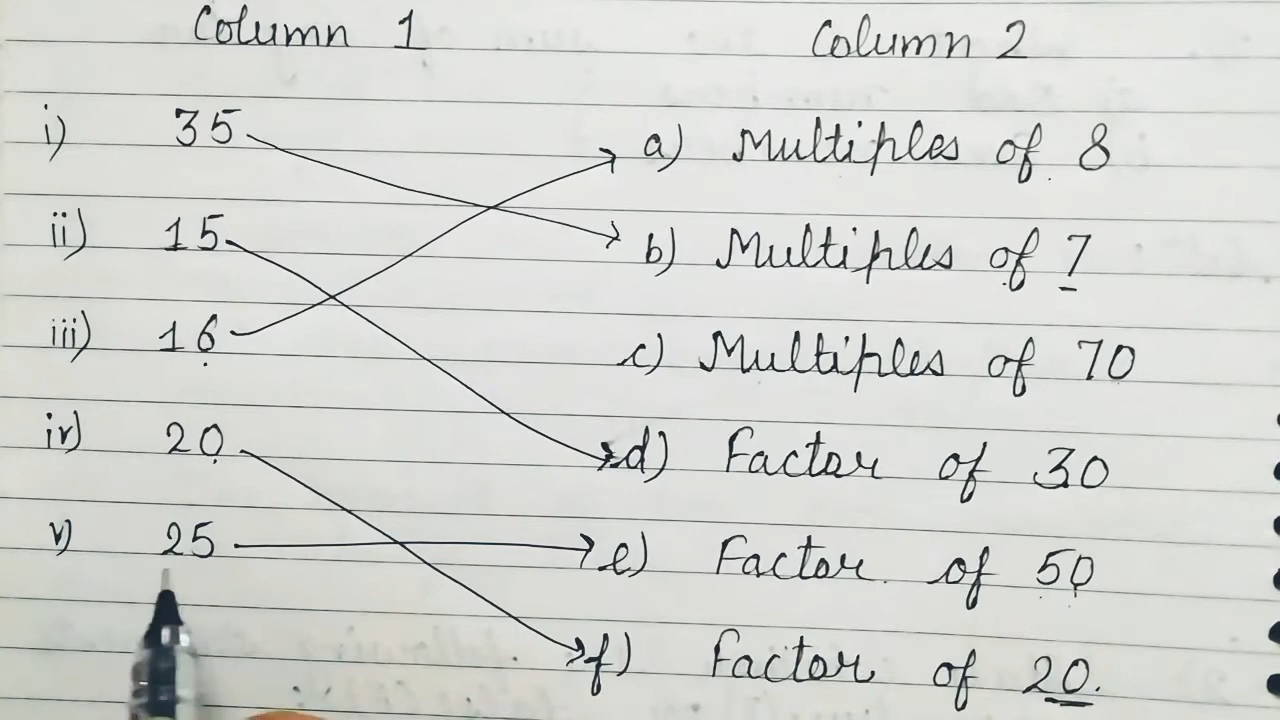 Column 1 Column 2
i) 35 a) Multiples of 8
ii) 15 b) Multiples of 7
iii) 16 c) Multiples of 70
iv) 20 d) Factor of 30
v) 25 e) Factor of 50
f) Factor of 20.